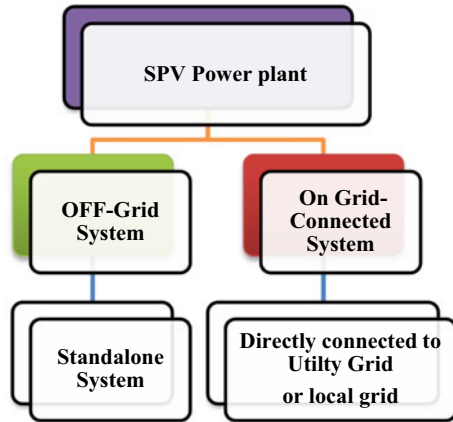 SPV Power plant
OFF-Grid
System
On Grid-
Connected
System
Standalone
System
Directly connected to
Utilty Grid
or local grid